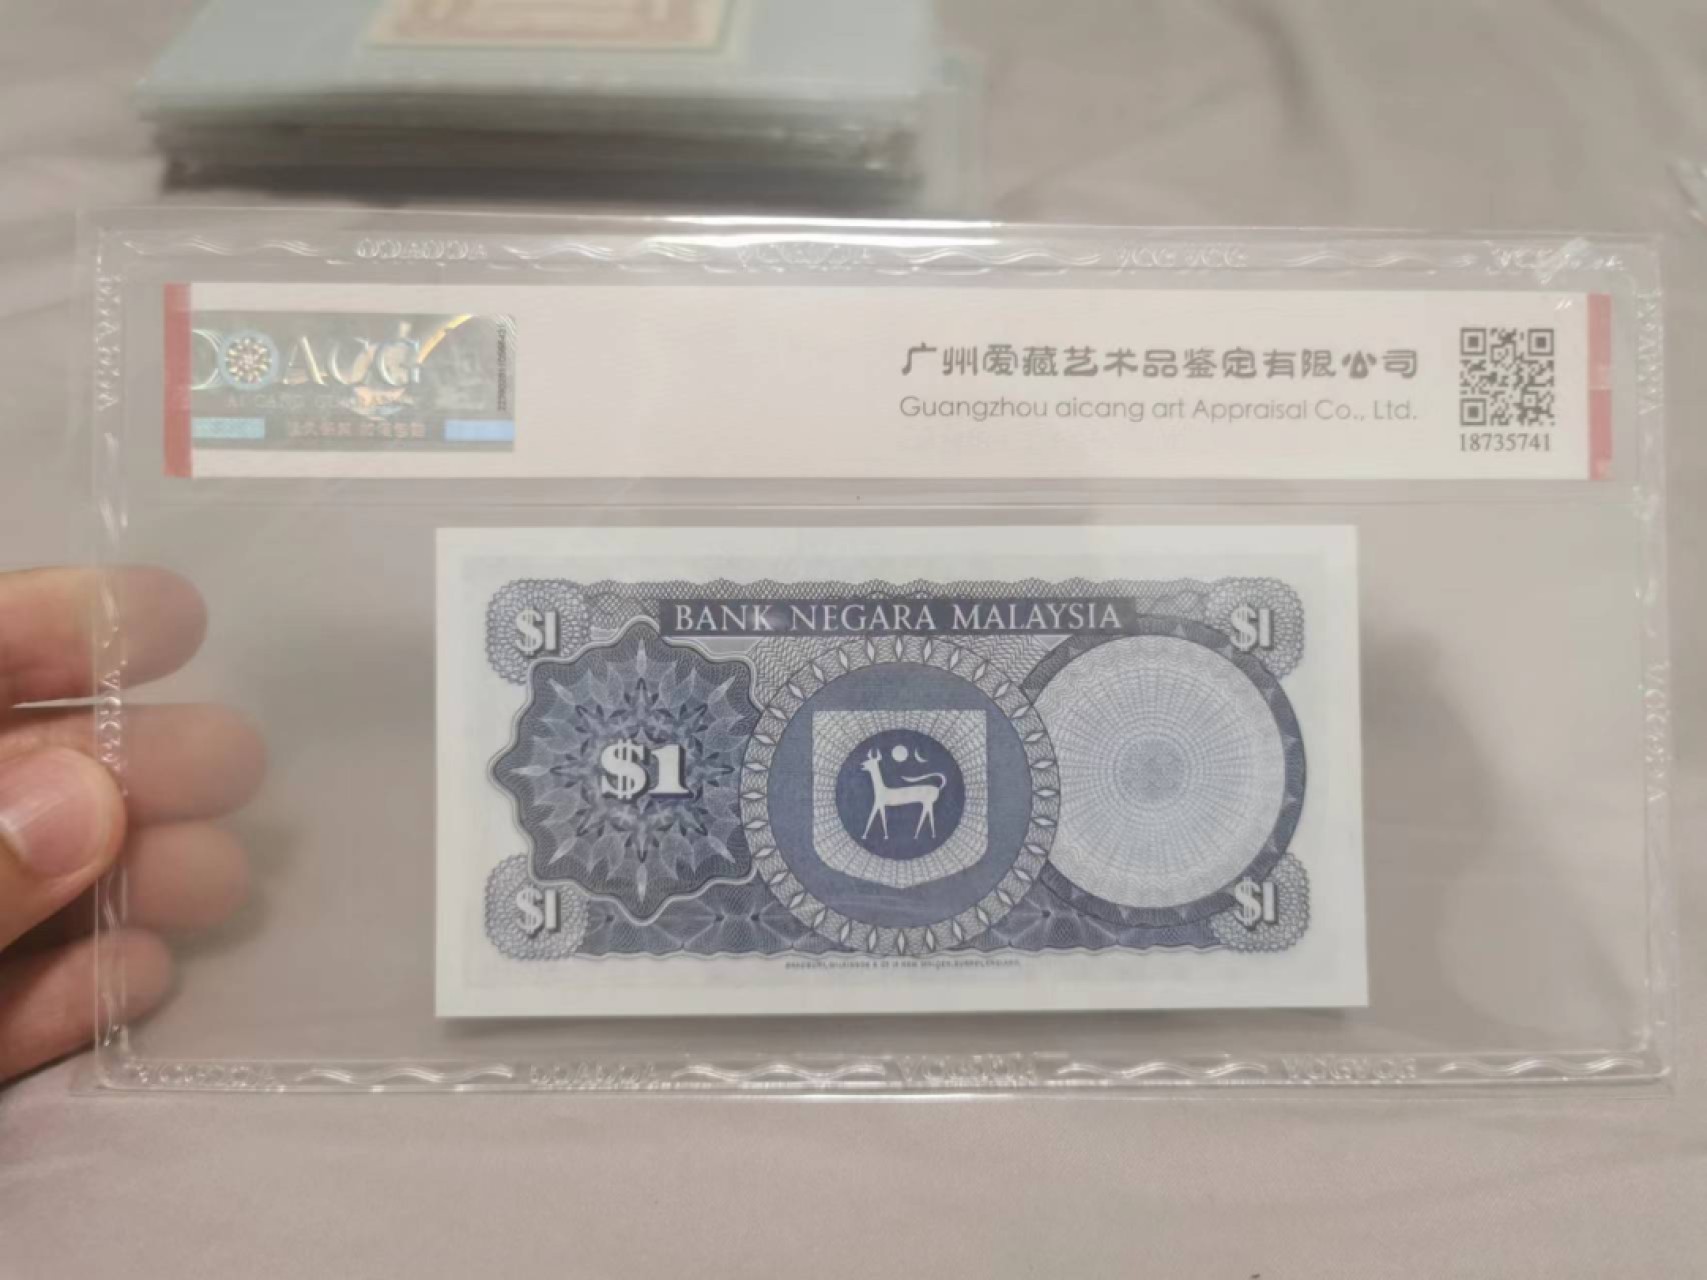 ACG
广州爱藏艺术品鉴定有限公司
Guangzhou aicang art Appraisal Co., Ltd.
18735741
$1
BANK NEGARA MALAYSIA
$1
$1
$1
$1